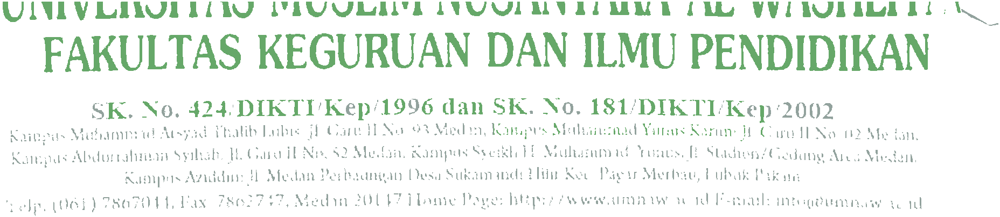 UNIVERSITAS MUSLIM NUSANTARA AL WASHLIYA
FAKULTAS KEGURUAN DAN ILMU PENDIDIKAN
SK. No. 424/DIKTI/Kep/1996 dan SK. No. 181/DIKTI/Kep/2002
Kampus Muhammad Arsyad Thalib Lubis: Jl. Garu II No. 93 Medan, Kampus Muhammad Yunus Karim: Jl. Garu II No. 02 Medan,
Kampus Abdurrahman Syihab, Jl. Garu II No. 52 Medan, Kampus Syeikh H. Muhammad Yunus, Jl. Stadion/Gedung Arca Medan,
Kampus Aziddin: Jl. Medan Perbaungan Desa Sukamandi Hilir Kec. Pagar Merbau, Lubuk Pakam
Telp. (061) 7867044, Fax. 7862747, Medan 20147 Home Page: http://www.umnaw.ac.id E-mail: info@umnaw.ac.id